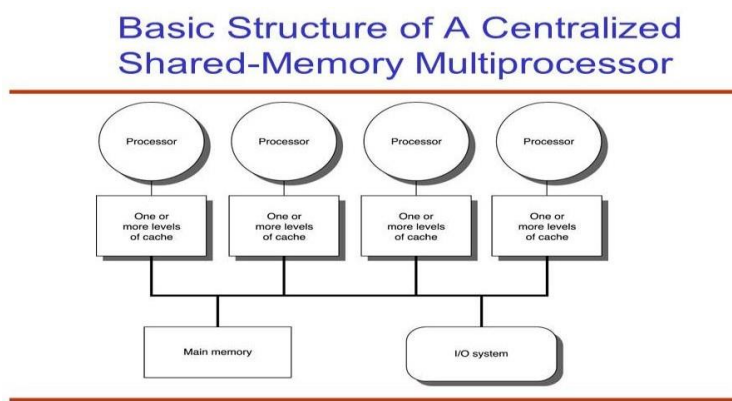 Basic Structure of A Centralized
Shared-Memory Multiprocessor
Processor
Processor
Processor
Processor
One or
more levels
of cache
One or
more levels
of cache
One or
more levels
of cache
One or
more levels
of cache
Main memory
I/O system